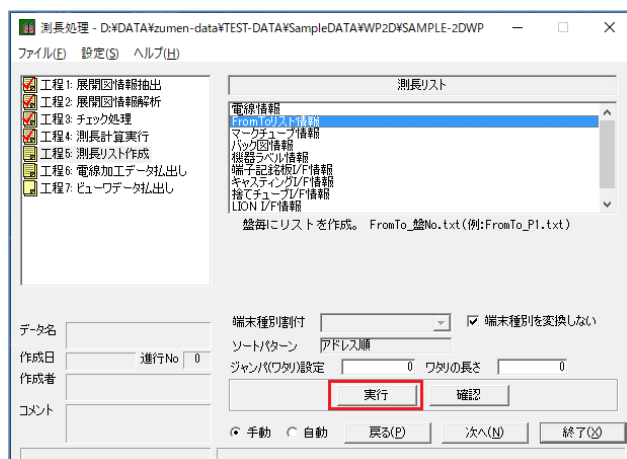 測長処理 - D:¥DATA¥zumen-data¥TEST-DATA¥SampleDATA¥WP2D¥SAMPLE-2DWP
ファイル(F) 設定(S) ヘルプ(H)
工程1: 展開図情報抽出
工程2: 展開図情報解析
工程3: チェック処理
工程4: 測長計算実行
工程5: 測長リスト作成
工程6: 電線加工データ払出し
工程7: ビューワデータ払出し
測長リスト
電線情報
FromToリスト情報
マークチューブ情報
バック図情報
機器ラベル情報
端子記銘板I/F情報
キャスティングI/F情報
捨てチューブI/F情報
LION I/F情報
盤毎にリストを作成。 FromTo_盤No.txt(例:FromTo_P1.txt)
端末種別割付
端末種別を変換しない
ソートパターン アドレス順
ジャンパ(ワタリ)設定 0 ワタリの長さ 0
実行 確認
データ名
作成日 進行No 0
作成者
コメント
手動 自動 戻る(P) 次へ(N) 終了(X)